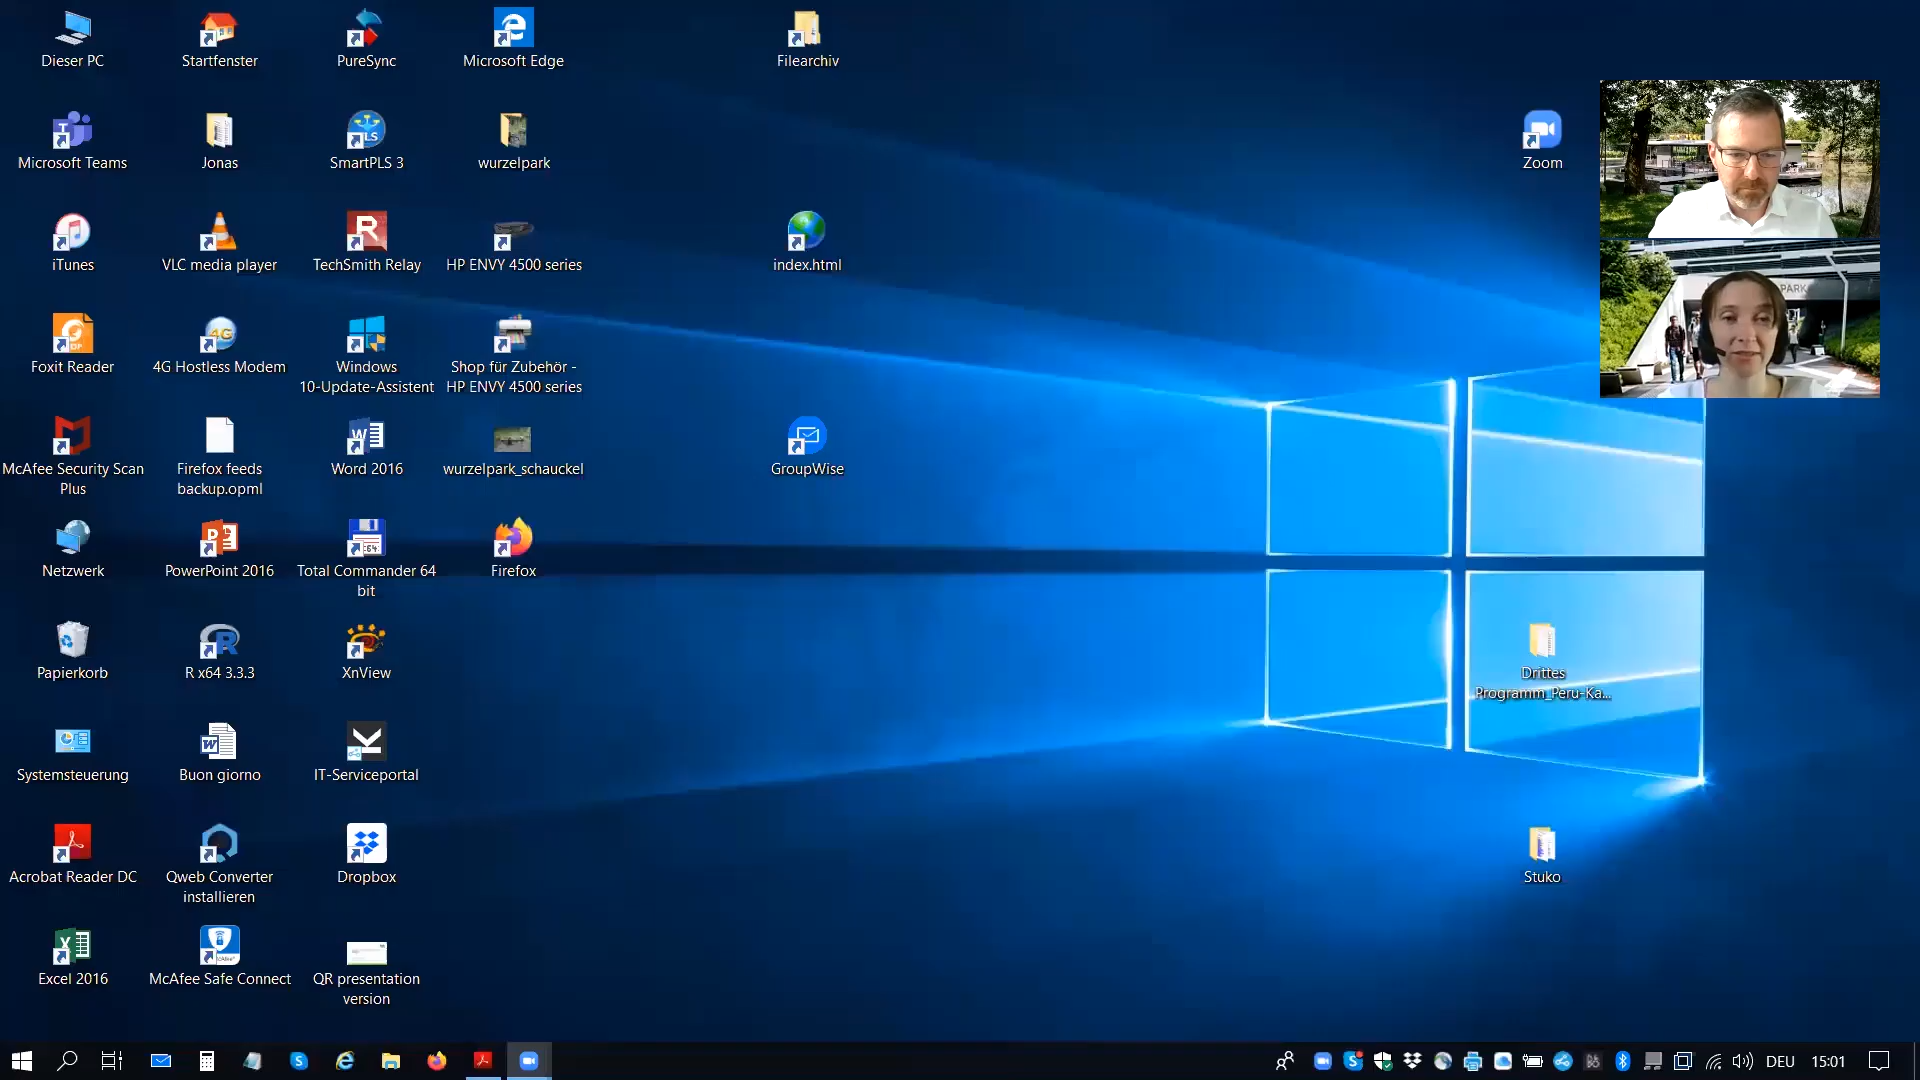 Dieser PC
Startfenster
PureSync
Microsoft Edge
Filearchiv
Microsoft Teams
Jonas
SmartPLS 3
wurzelpark
Zoom
iTunes
VLC media player
TechSmith Relay
HP ENVY 4500 series
index.html
PARK
Foxit Reader
4G Hostless Modem
Windows
10-Update-Assistent
Shop für Zubehör -
HP ENVY 4500 series
McAfee Security Scan
Plus
Firefox feeds
backup.opml
Word 2016
wurzelpark_schauckel
GroupWise
Netzwerk
PowerPoint 2016
Total Commander 64
bit
Firefox
Papierkorb
R x64 3.3.3
XnView
Drittes
Programm_Peru-Ka...
Systemsteuerung
Buon giorno
IT-Serviceportal
Acrobat Reader DC
Qweb Converter
installieren
Dropbox
Stuko
Excel 2016
McAfee Safe Connect
QR presentation
version
DEU
15:01